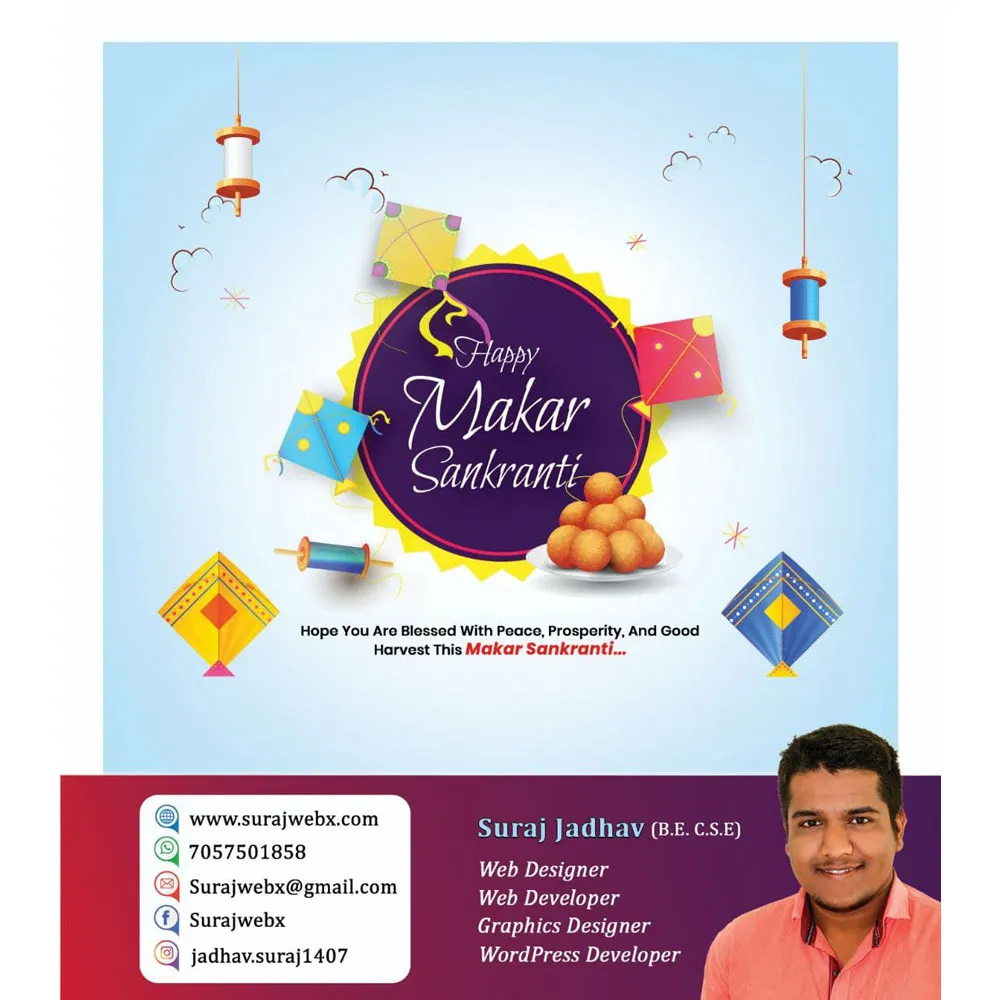 Happy
Makar
Sankranti
Hope You Are Blessed With Peace, Prosperity, And Good
Harvest This Makar Sankranti...
www.surajwebx.com
7057501858
Surajwebx@gmail.com
Surajwebx
jadhav.suraj1407
Suraj Jadhav (B.E. C.S.E)
Web Designer
Web Developer
Graphics Designer
WordPress Developer